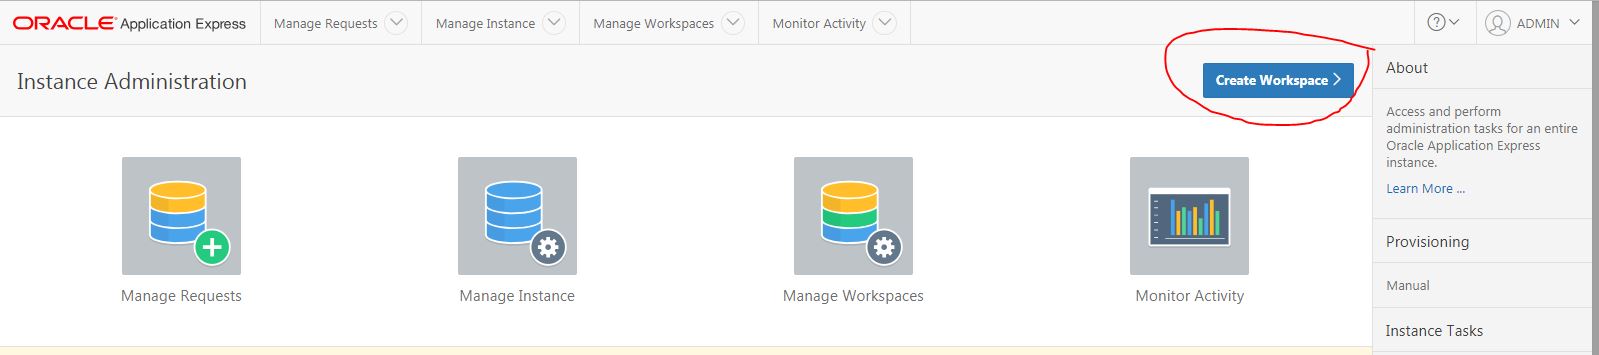 ORACLE Application Express
Manage Requests
Manage Instance
Manage Workspaces
Monitor Activity
?
ADMIN
Instance Administration
Create Workspace
Manage Requests
Manage Instance
Manage Workspaces
Monitor Activity
About
Access and perform
administration tasks for an entire
Oracle Application Express
instance.
Learn More ...
Provisioning
Manual
Instance Tasks